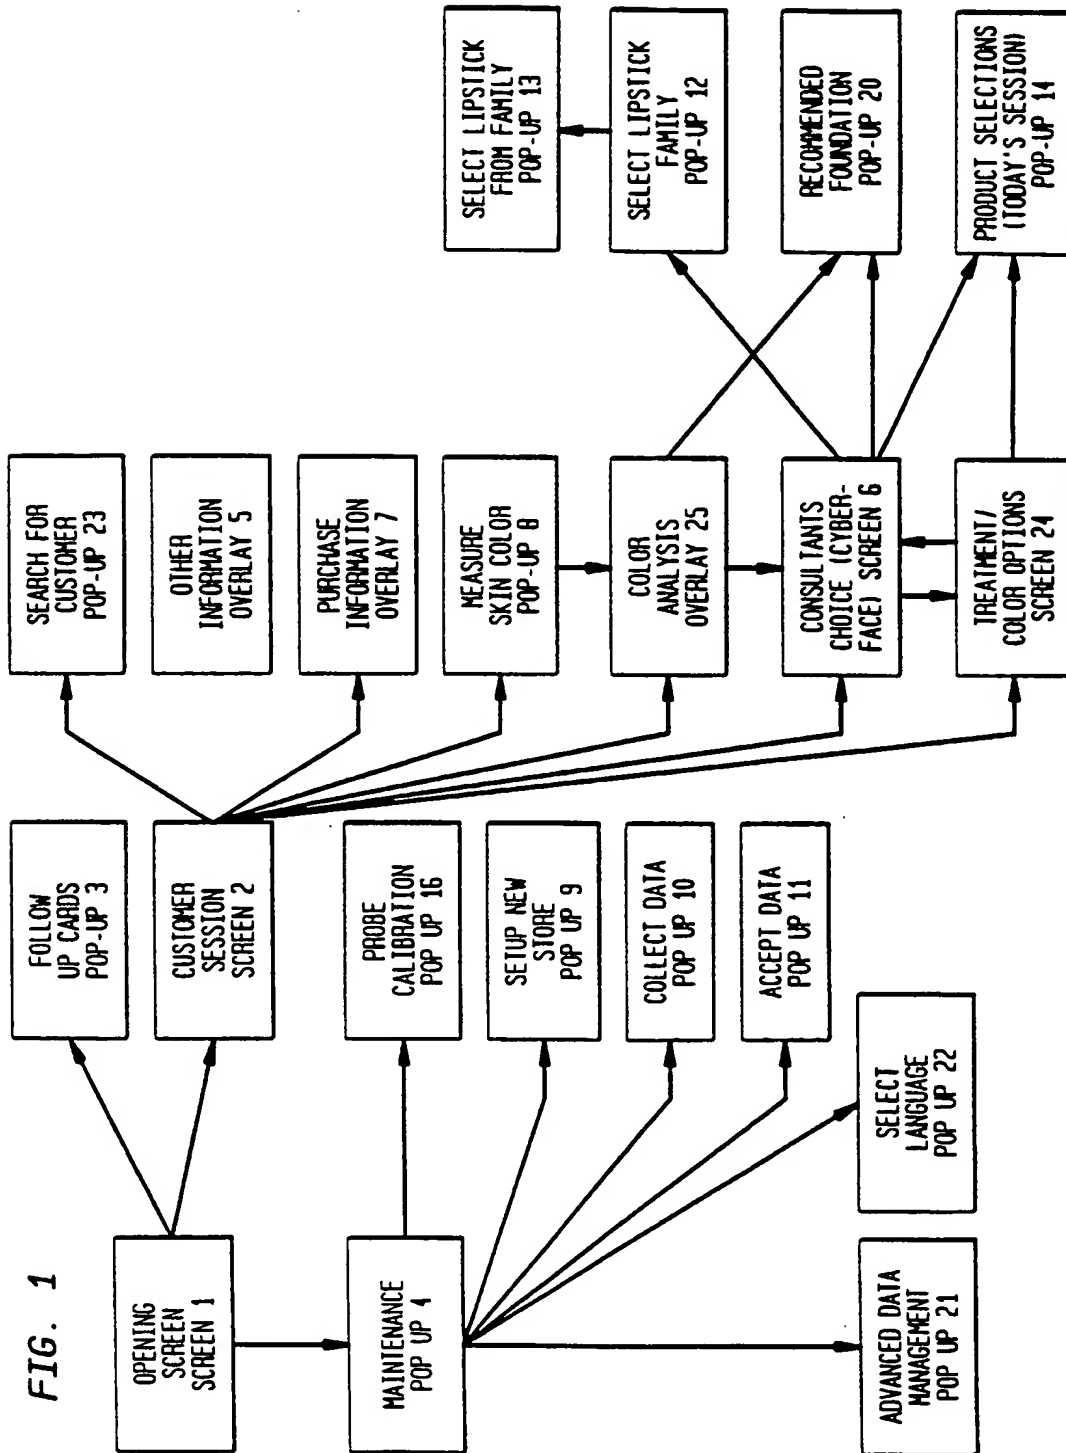 FIG. 1
OPENING
SCREEN
SCREEN 1
MAINTENANCE
POP UP 4
ADVANCED DATA
MANAGEMENT
POP UP 21
FOLLOW
UP CARDS
POP-UP 3
CUSTOMER
SESSION
SCREEN 2
PROBE
CALIBRATION
POP UP 16
SETUP NEW
STORE
POP UP 9
COLLECT DATA
POP UP 10
ACCEPT DATA
POP UP 11
SELECT
LANGUAGE
POP UP 22
SEARCH FOR
CUSTOMER
POP-UP 23
OTHER
INFORMATION
OVERLAY 5
PURCHASE
INFORMATION
OVERLAY 7
MEASURE
SKIN COLOR
POP-UP 8
COLOR
ANALYSIS
OVERLAY 25
CONSULTANTS
CHOICE (CYBER-
FACE) SCREEN 6
TREATMENT/
COLOR OPTIONS
SCREEN 24
SELECT LIPSTICK
FROM FAMILY
POP-UP 13
SELECT LIPSTICK
FAMILY
POP-UP 12
RECOMMENDED
FOUNDATION
POP-UP 20
PRODUCT SELECTIONS
(TODAY'S SESSION)
POP-UP 14